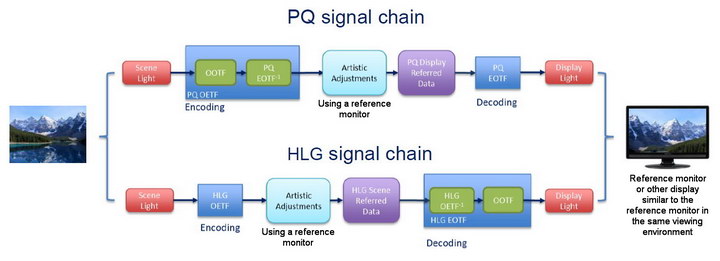 PQ signal chain
Scene
Light
OOTF
PQ
EOTF-1
PQ OETF
Encoding
Artistic
Adjustments
Using a reference
monitor
PQ Display
Referred
Data
PQ
EOTF
Decoding
Display
Light
HLG signal chain
Scene
Light
HLG
OETF
Encoding
Artistic
Adjustments
Using a reference
monitor
HLG Scene
Referred
Data
HLG
OETF-1
OOTF
HLG EOTF
Decoding
Display
Light
Reference monitor
or other display
similar to the
reference monitor in
the same viewing
environment